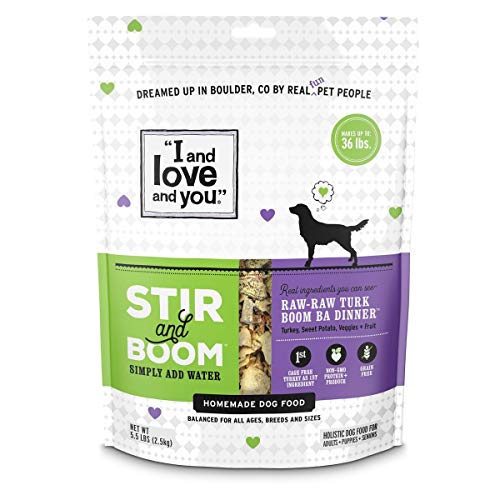 DREAMED UP IN BOULDER, CO BY REAL fun PET PEOPLE
MAKES UP TO:
36 lbs.
"I and
love
and you"®
STIR
and
BOOM™
SIMPLY ADD WATER
Real ingredients you can see
RAW-RAW TURK
BOOM BA DINNER™
Turkey, Sweet Potato, Veggies + Fruit
1st
CAGE FREE
TURKEY AS 1ST
INGREDIENT
NON-GMO
PROTEIN +
PRODUCE
GRAIN
FREE
HOMEMADE DOG FOOD
BALANCED FOR ALL AGES, BREEDS AND SIZES
NET WT
5.5 LBS (2.5kg)
HOLISTIC DOG FOOD FOR
ADULTS • PUPPIES • SENIORS